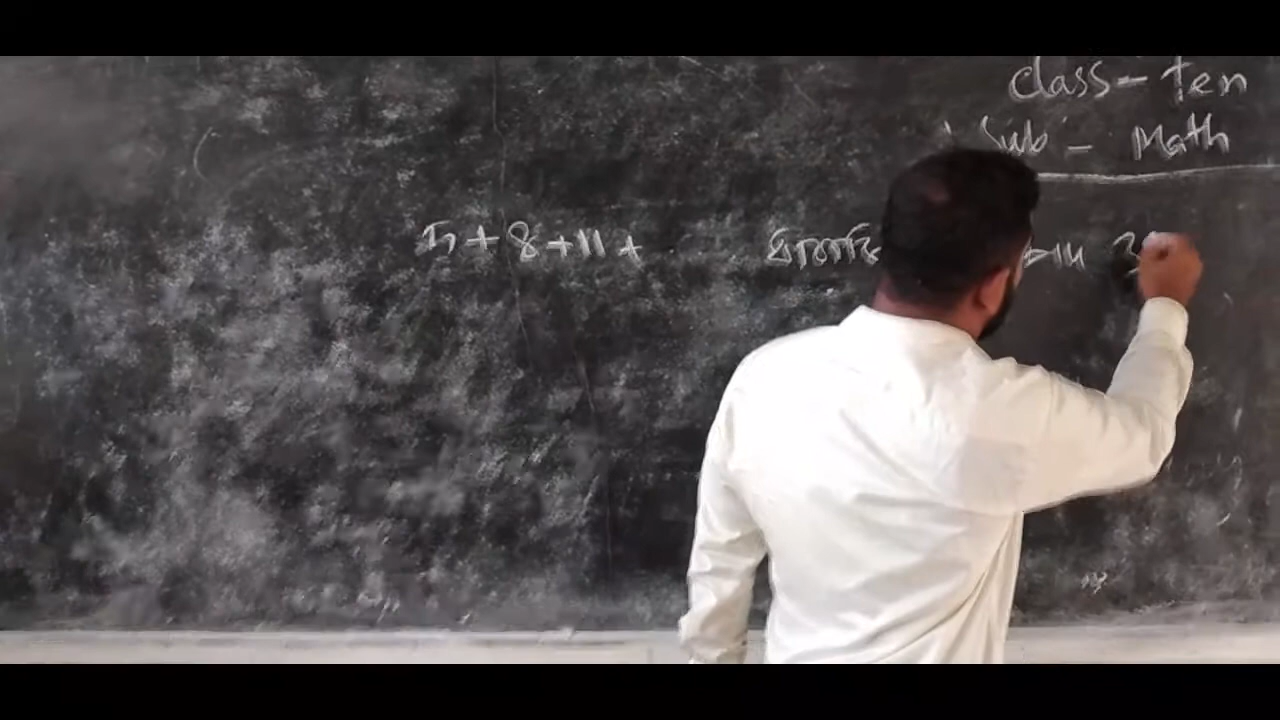 class - Ten
Sub - Math
5 + 8 + 11 + . . ধারাটি